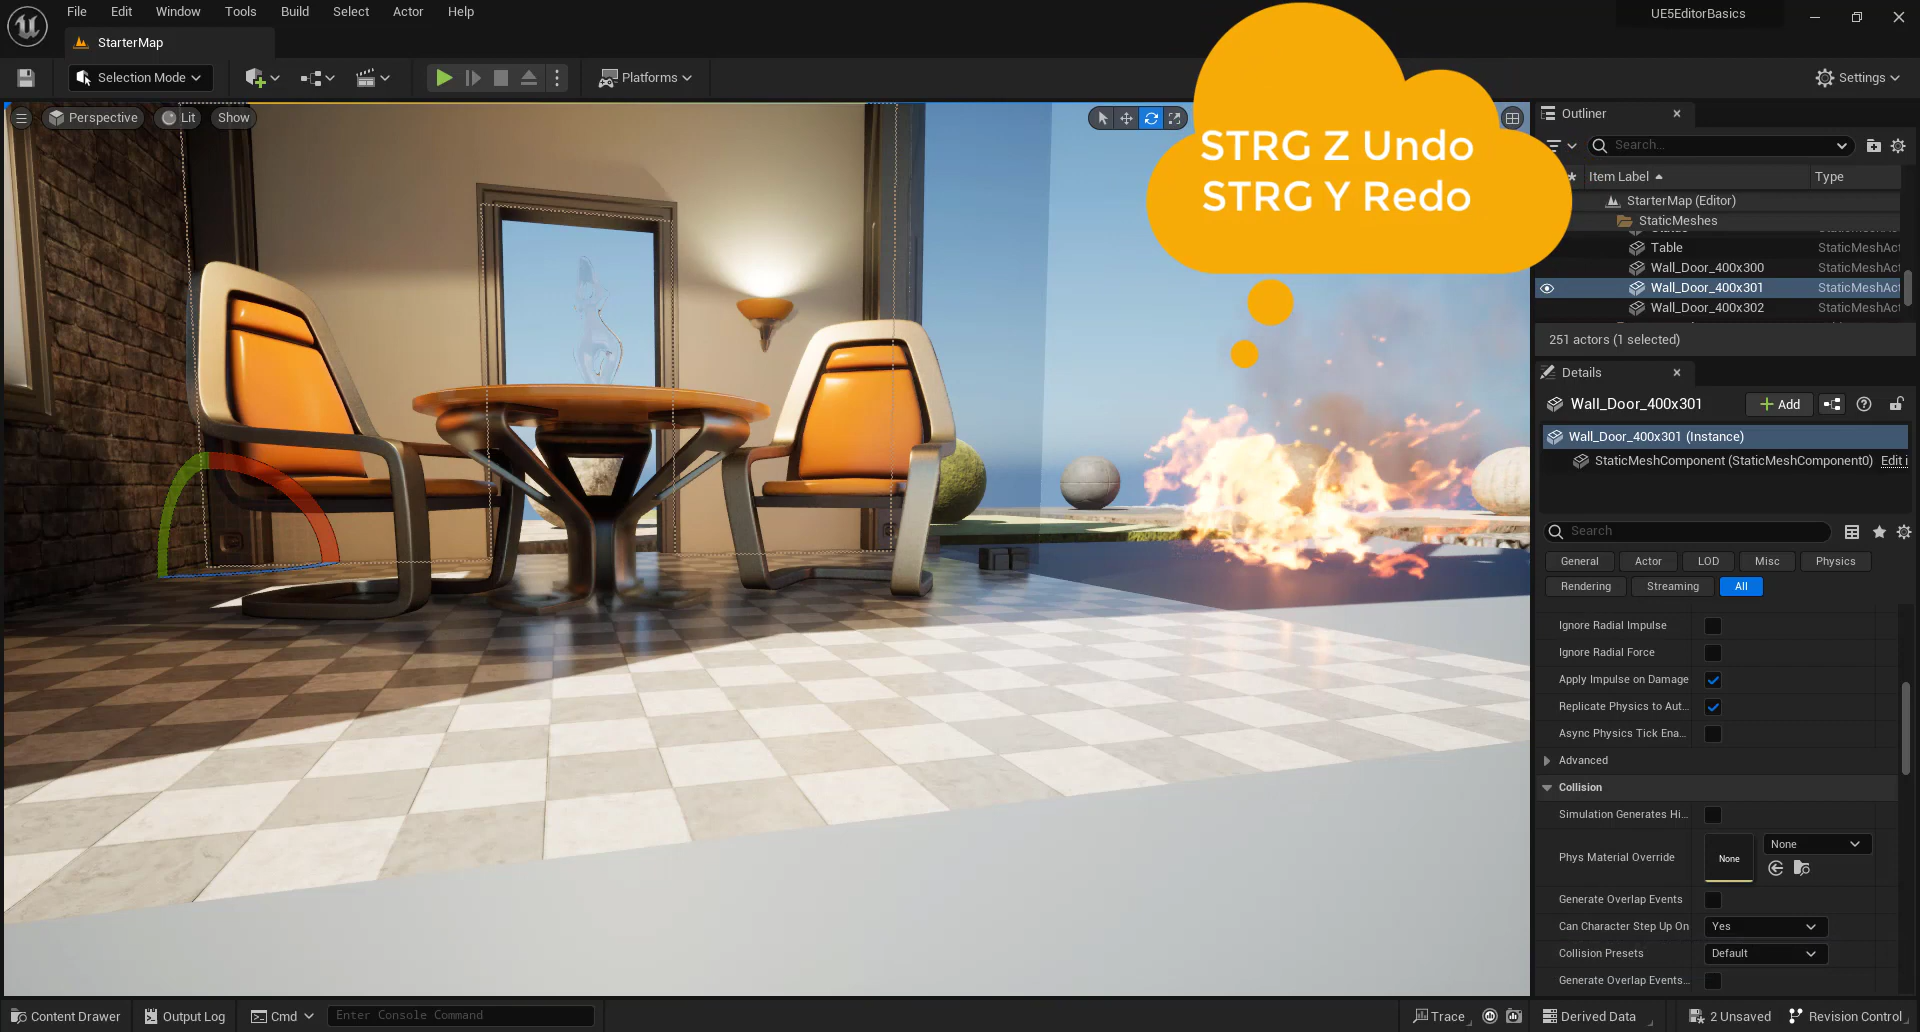 File Edit Window Tools Build Select Actor Help
UE5EditorBasics
StarterMap
Selection Mode
Platforms
Settings
Perspective Lit Show
STRG Z Undo
STRG Y Redo
Outliner
Search...
Item Label Type
StarterMap (Editor)
StaticMeshes
Table StaticMeshAct
Wall_Door_400x300 StaticMeshAct
Wall_Door_400x301 StaticMeshAct
Wall_Door_400x302 StaticMeshAct
251 actors (1 selected)
Details
Wall_Door_400x301 Add
Wall_Door_400x301 (Instance)
StaticMeshComponent (StaticMeshComponent0) Edit i
Search
General Actor LOD Misc Physics
Rendering Streaming All
Ignore Radial Impulse
Ignore Radial Force
Apply Impulse on Damage
Replicate Physics to Aut...
Async Physics Tick Ena...
Advanced
Collision
Simulation Generates Hi...
Phys Material Override None None
Generate Overlap Events
Can Character Step Up On Yes
Collision Presets Default
Generate Overlap Events...
Content Drawer Output Log Cmd Enter Console Command Trace Derived Data 2 Unsaved Revision Control